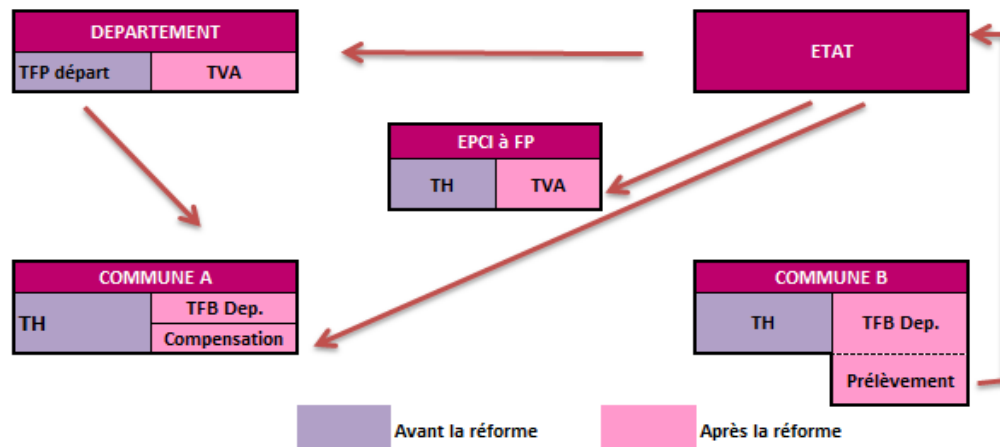 DEPARTEMENT
TFP départ TVA
ETAT
EPCI à FP
TH TVA
COMMUNE A
TH
TFB Dep.
Compensation
COMMUNE B
TH TFB Dep.
Prélèvement
Avant la réforme
Après la réforme